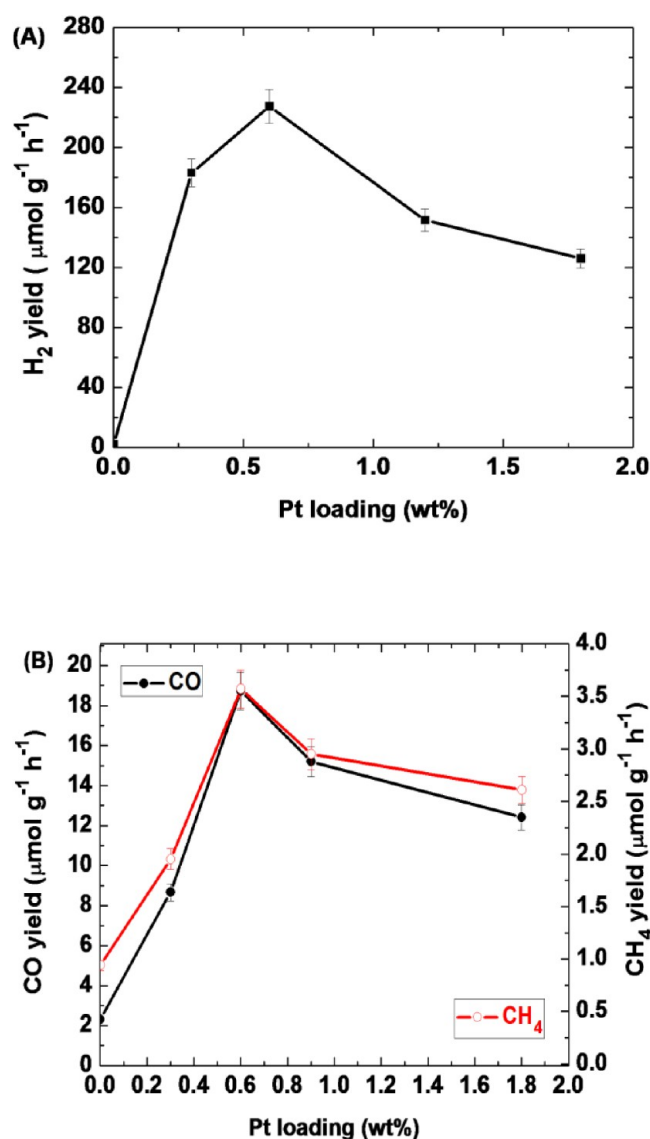 (A)
280
240
200
160
120
80
40
0
H₂ yield ( μmol g⁻¹ h⁻¹)
0.0 0.5 1.0 1.5 2.0
Pt loading (wt%)
(B)
CO
20
18
16
14
12
10
8
6
4
2
0
CO yield (μmol g⁻¹ h⁻¹)
4.0
3.5
3.0
2.5
2.0
1.5
1.0
0.5
0.0
CH₄ yield (μmol g⁻¹ h⁻¹)
CH₄
0.0 0.2 0.4 0.6 0.8 1.0 1.2 1.4 1.6 1.8 2.0
Pt loading (wt%)